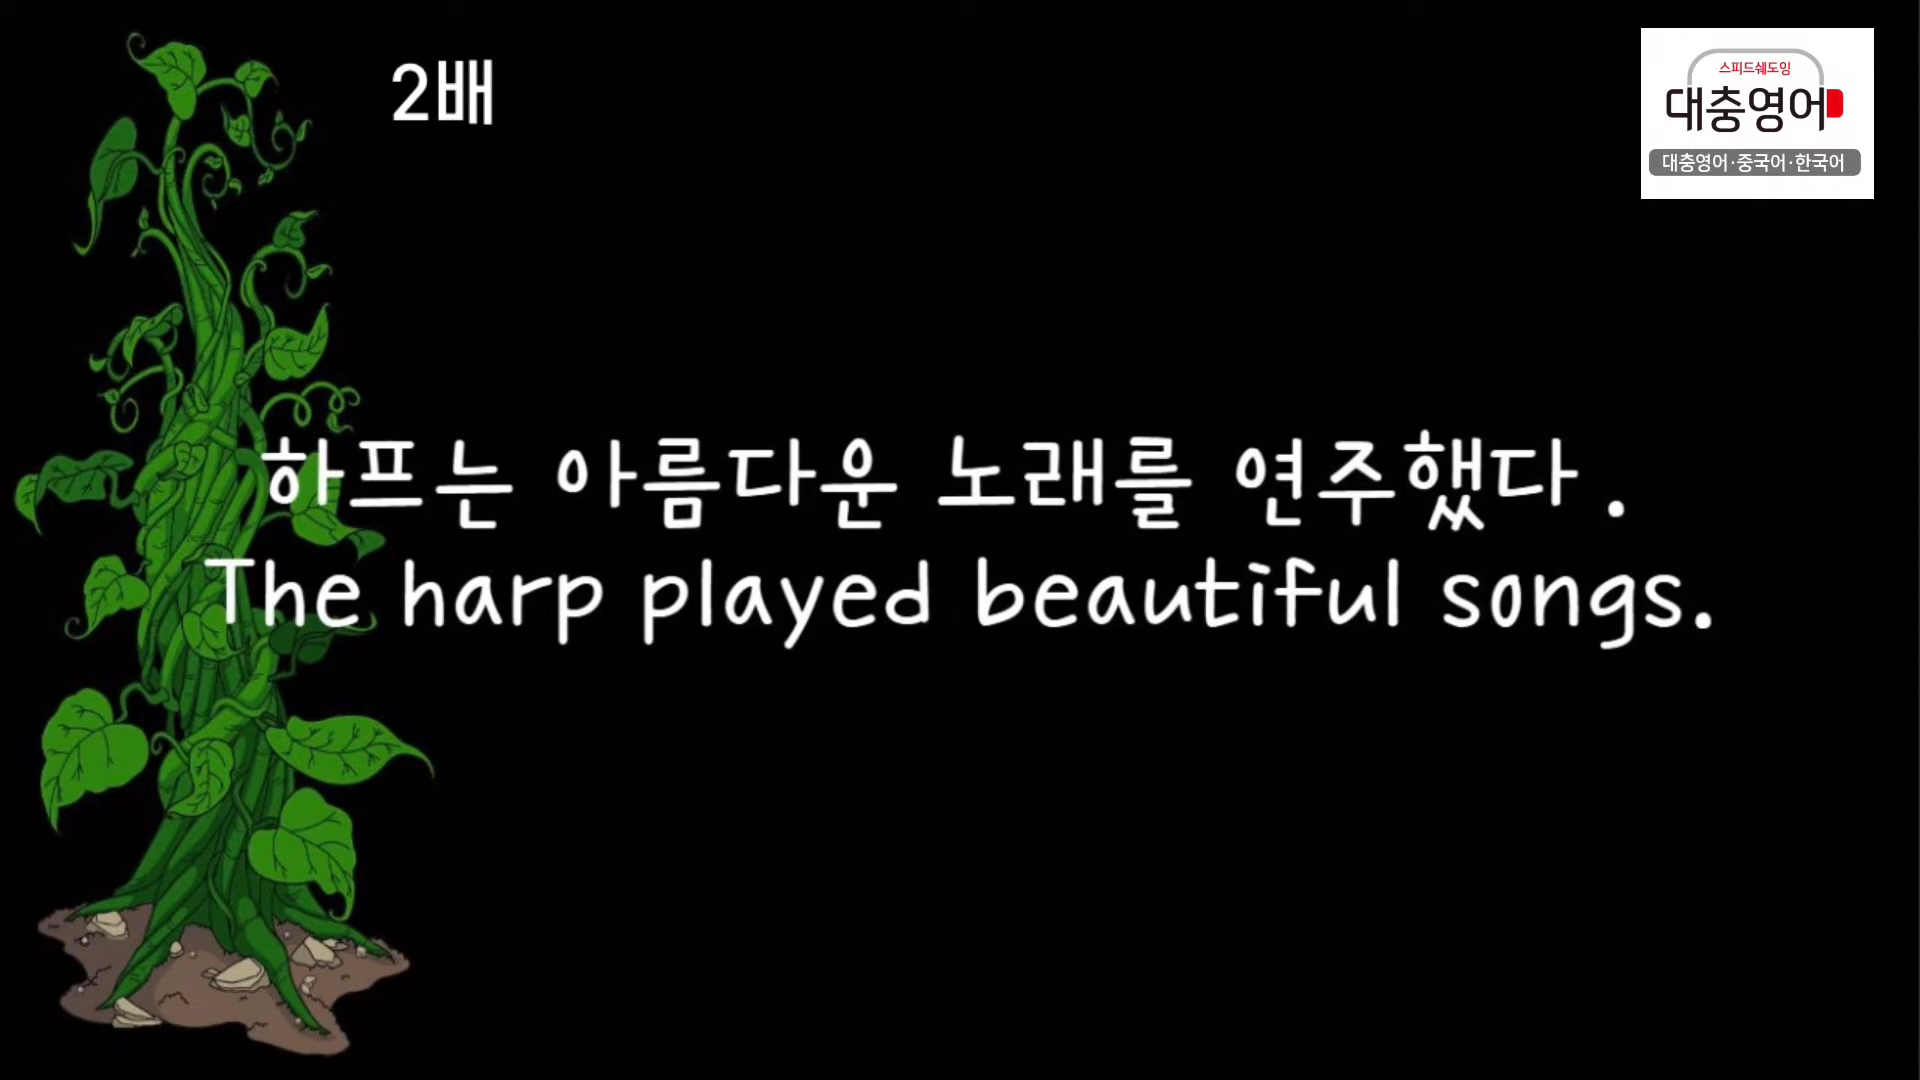 2배
스피드쉐도잉
대충영어
대충영어·중국어·한국어
하프는 아름다운 노래를 연주했다 .
The harp played beautiful songs.